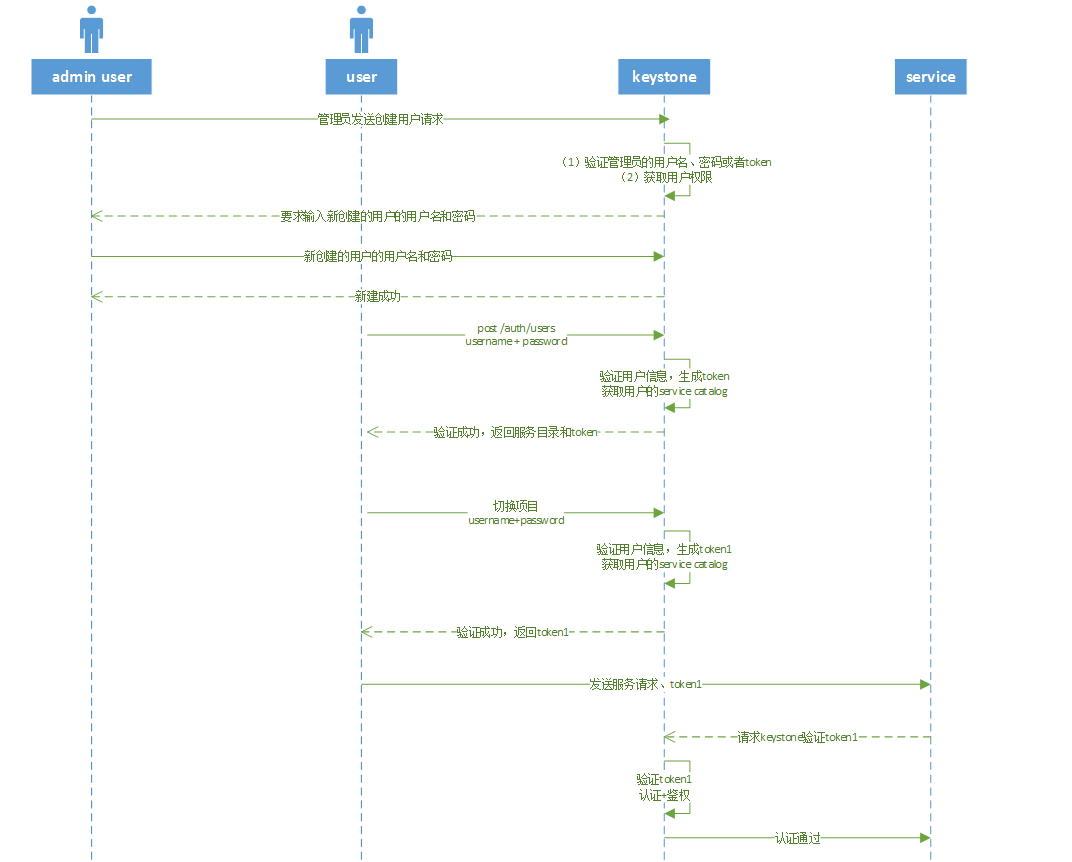 admin user
user
keystone
service
管理员发送创建用户请求
（1）验证管理员的用户名、密码或者token
（2）获取用户权限
要求输入新创建的用户的用户名和密码
新创建的用户的用户名和密码
新建成功
post /auth/users
username + password
验证用户信息，生成token
获取用户的service catalog
验证成功，返回服务目录和token
切换项目
username+password
验证用户信息，生成token1
获取用户的service catalog
验证成功，返回token1
发送服务请求、token1
请求keystone验证token1
验证token1
认证+鉴权
认证通过